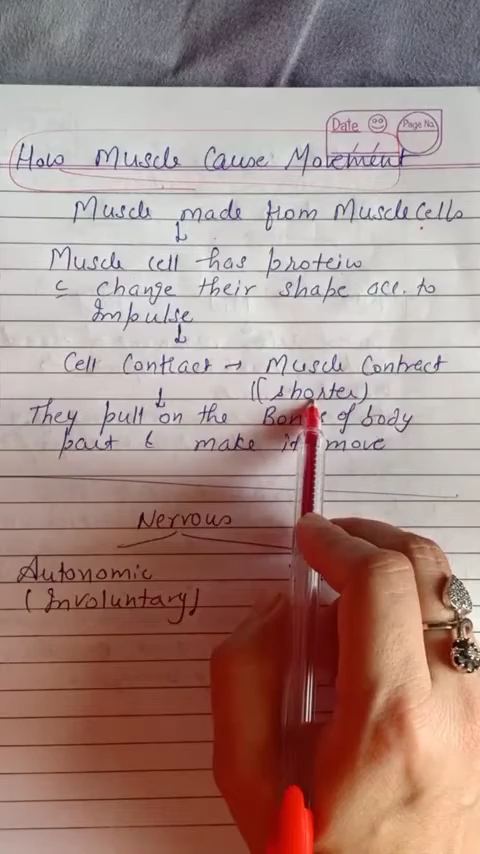 Date
Page No.
How Muscle Cause Movement
Muscle made from Muscle Cells
↓
Muscle cell has protein
⊆ change their shape acc. to
Impulse
↓
Cell Contract → Muscle Contract
↓ (shorter)
They pull on the Bones of body
part & make it move
Nervous
Autonomic
(Involuntary)